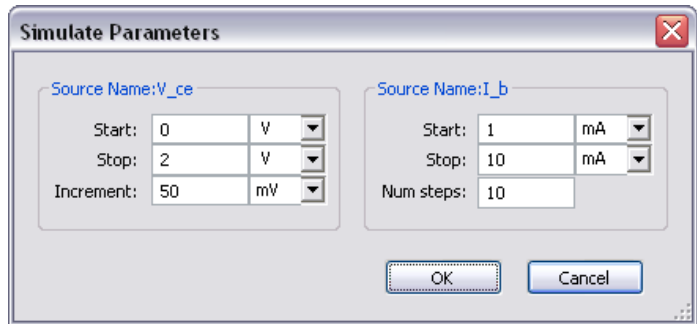 Simulate Parameters
Source Name:V_ce
Start: 0 V
Stop: 2 V
Increment: 50 mV
Source Name:I_b
Start: 1 mA
Stop: 10 mA
Num steps: 10
OK Cancel